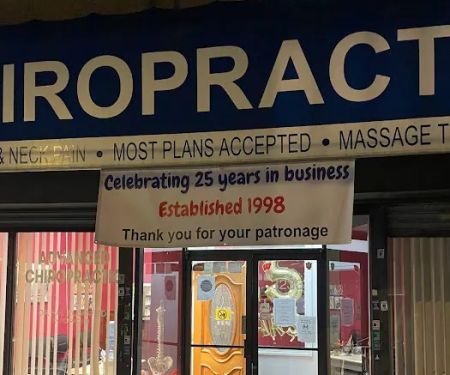 IROPRACT
& NECK PAIN • MOST PLANS ACCEPTED • MASSAGE T
Celebrating 25 years in business
Established 1998
Thank you for your patronage
ADVANCED
CHIROPRACTIC